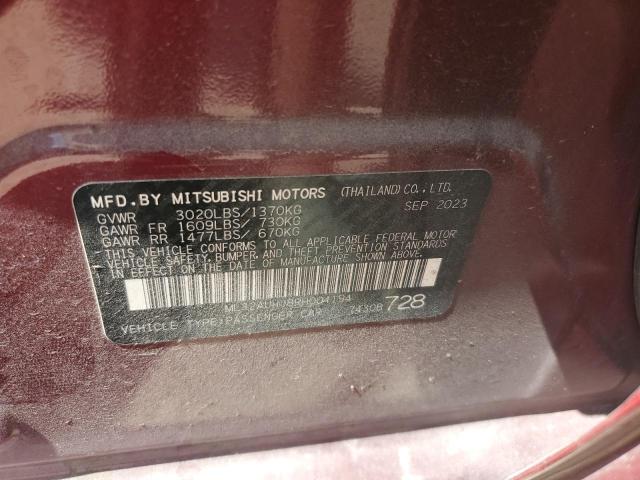 MFD.BY MITSUBISHI MOTORS (THAILAND)CO.,LTD.
GVWR 3020LBS/1370KG SEP 2023
GAWR FR 1609LBS/ 730KG
GAWR RR 1477LBS/ 670KG
THIS VEHICLE CONFORMS TO ALL APPLICABLE FEDERAL MOTOR
VEHICLE SAFETY, BUMPER, AND THEFT PREVENTION STANDARDS
IN EFFECT ON THE DATE OF MANUFACTURE SHOWN ABOVE.
VEHICLE TYPE:PASSENGER CAR 7430B 728